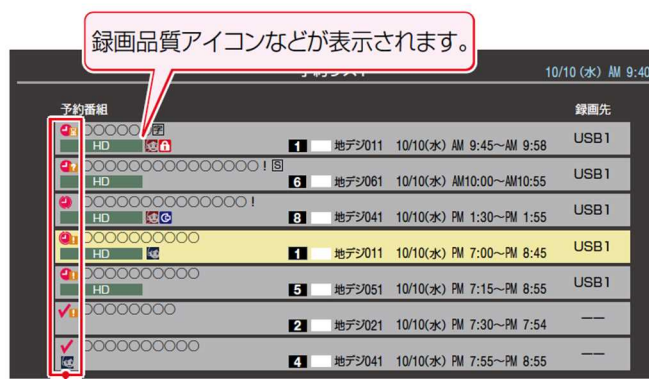 録画品質アイコンなどが表示されます。
10/10(水) AM 9:40
予約番組 録画先
○○○○○ 字
HD 1 地デジ011 10/10(水) AM 9:45~AM 9:58 USB1
○○○○○○○○○○○○○○○! S
HD 6 地デジ061 10/10(水) AM10:00~AM10:55 USB1
○○○○○○○○○○○○○○!
HD 8 地デジ041 10/10(水) PM 1:30~PM 1:55 USB1
○○○○○○○○○○
HD 1 地デジ011 10/10(水) PM 7:00~PM 8:45 USB1
○○○○○○○○○○
HD 5 地デジ051 10/10(水) PM 7:15~PM 8:55 USB1
○○○○○○○○
2 地デジ021 10/10(水) PM 7:30~PM 7:54 ーー
○○○○○○○○○○
4 地デジ041 10/10(水) PM 7:55~PM 8:55 ーー